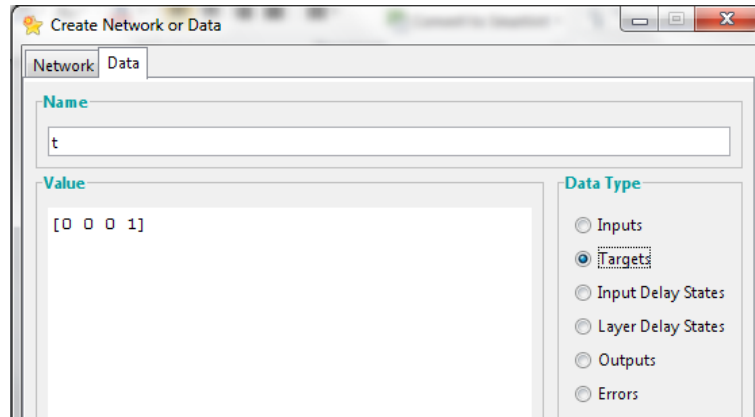 Create Network or Data
Network Data
Name
t
Value
[0 0 0 1]
Data Type
Inputs
Targets
Input Delay States
Layer Delay States
Outputs
Errors